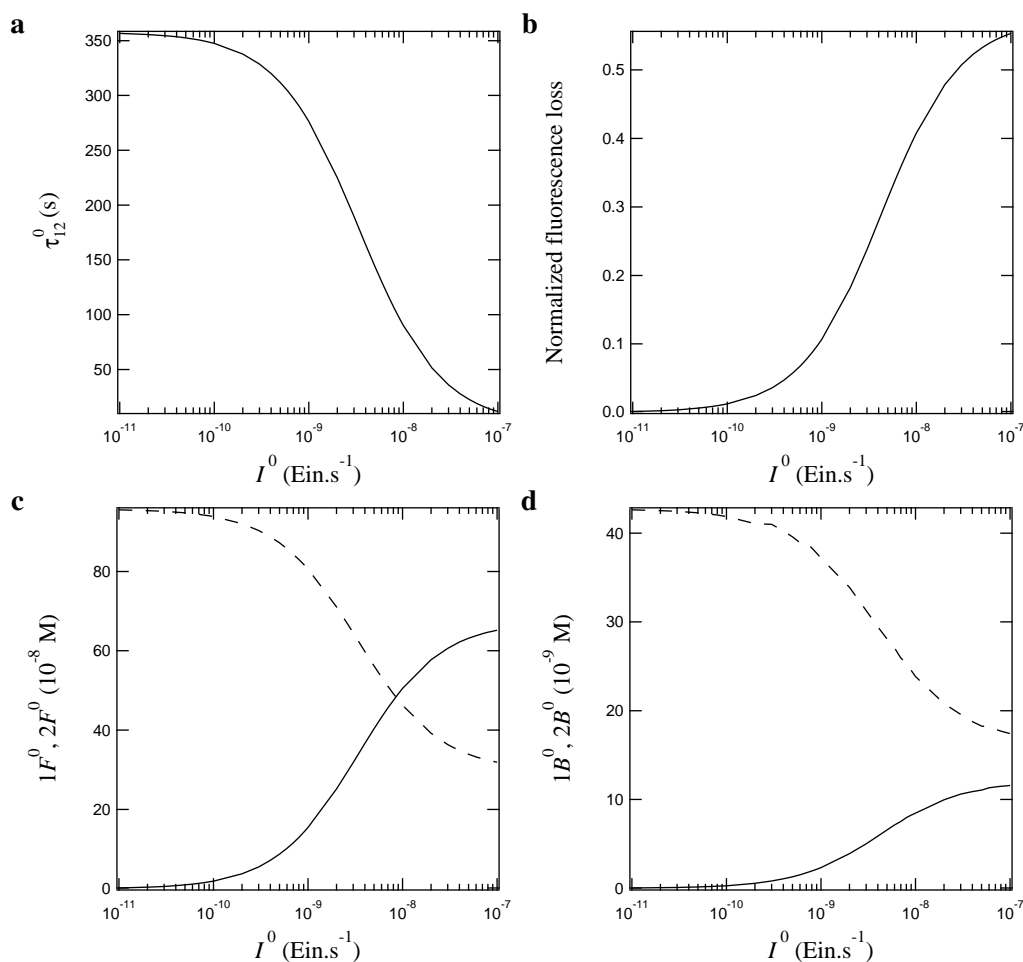 a
350
300
250
200
150
100
50
τ₁₂⁰ (s)
10⁻¹¹ 10⁻¹⁰ 10⁻⁹ 10⁻⁸ 10⁻⁷
I⁰ (Ein.s⁻¹)
b
0.5
0.4
0.3
0.2
0.1
0.0
Normalized fluorescence loss
10⁻¹¹ 10⁻¹⁰ 10⁻⁹ 10⁻⁸ 10⁻⁷
I⁰ (Ein.s⁻¹)
c
80
60
40
20
0
1F⁰, 2F⁰ (10⁻⁸ M)
10⁻¹¹ 10⁻¹⁰ 10⁻⁹ 10⁻⁸ 10⁻⁷
I⁰ (Ein.s⁻¹)
d
40
30
20
10
0
1B⁰, 2B⁰ (10⁻⁹ M)
10⁻¹¹ 10⁻¹⁰ 10⁻⁹ 10⁻⁸ 10⁻⁷
I⁰ (Ein.s⁻¹)